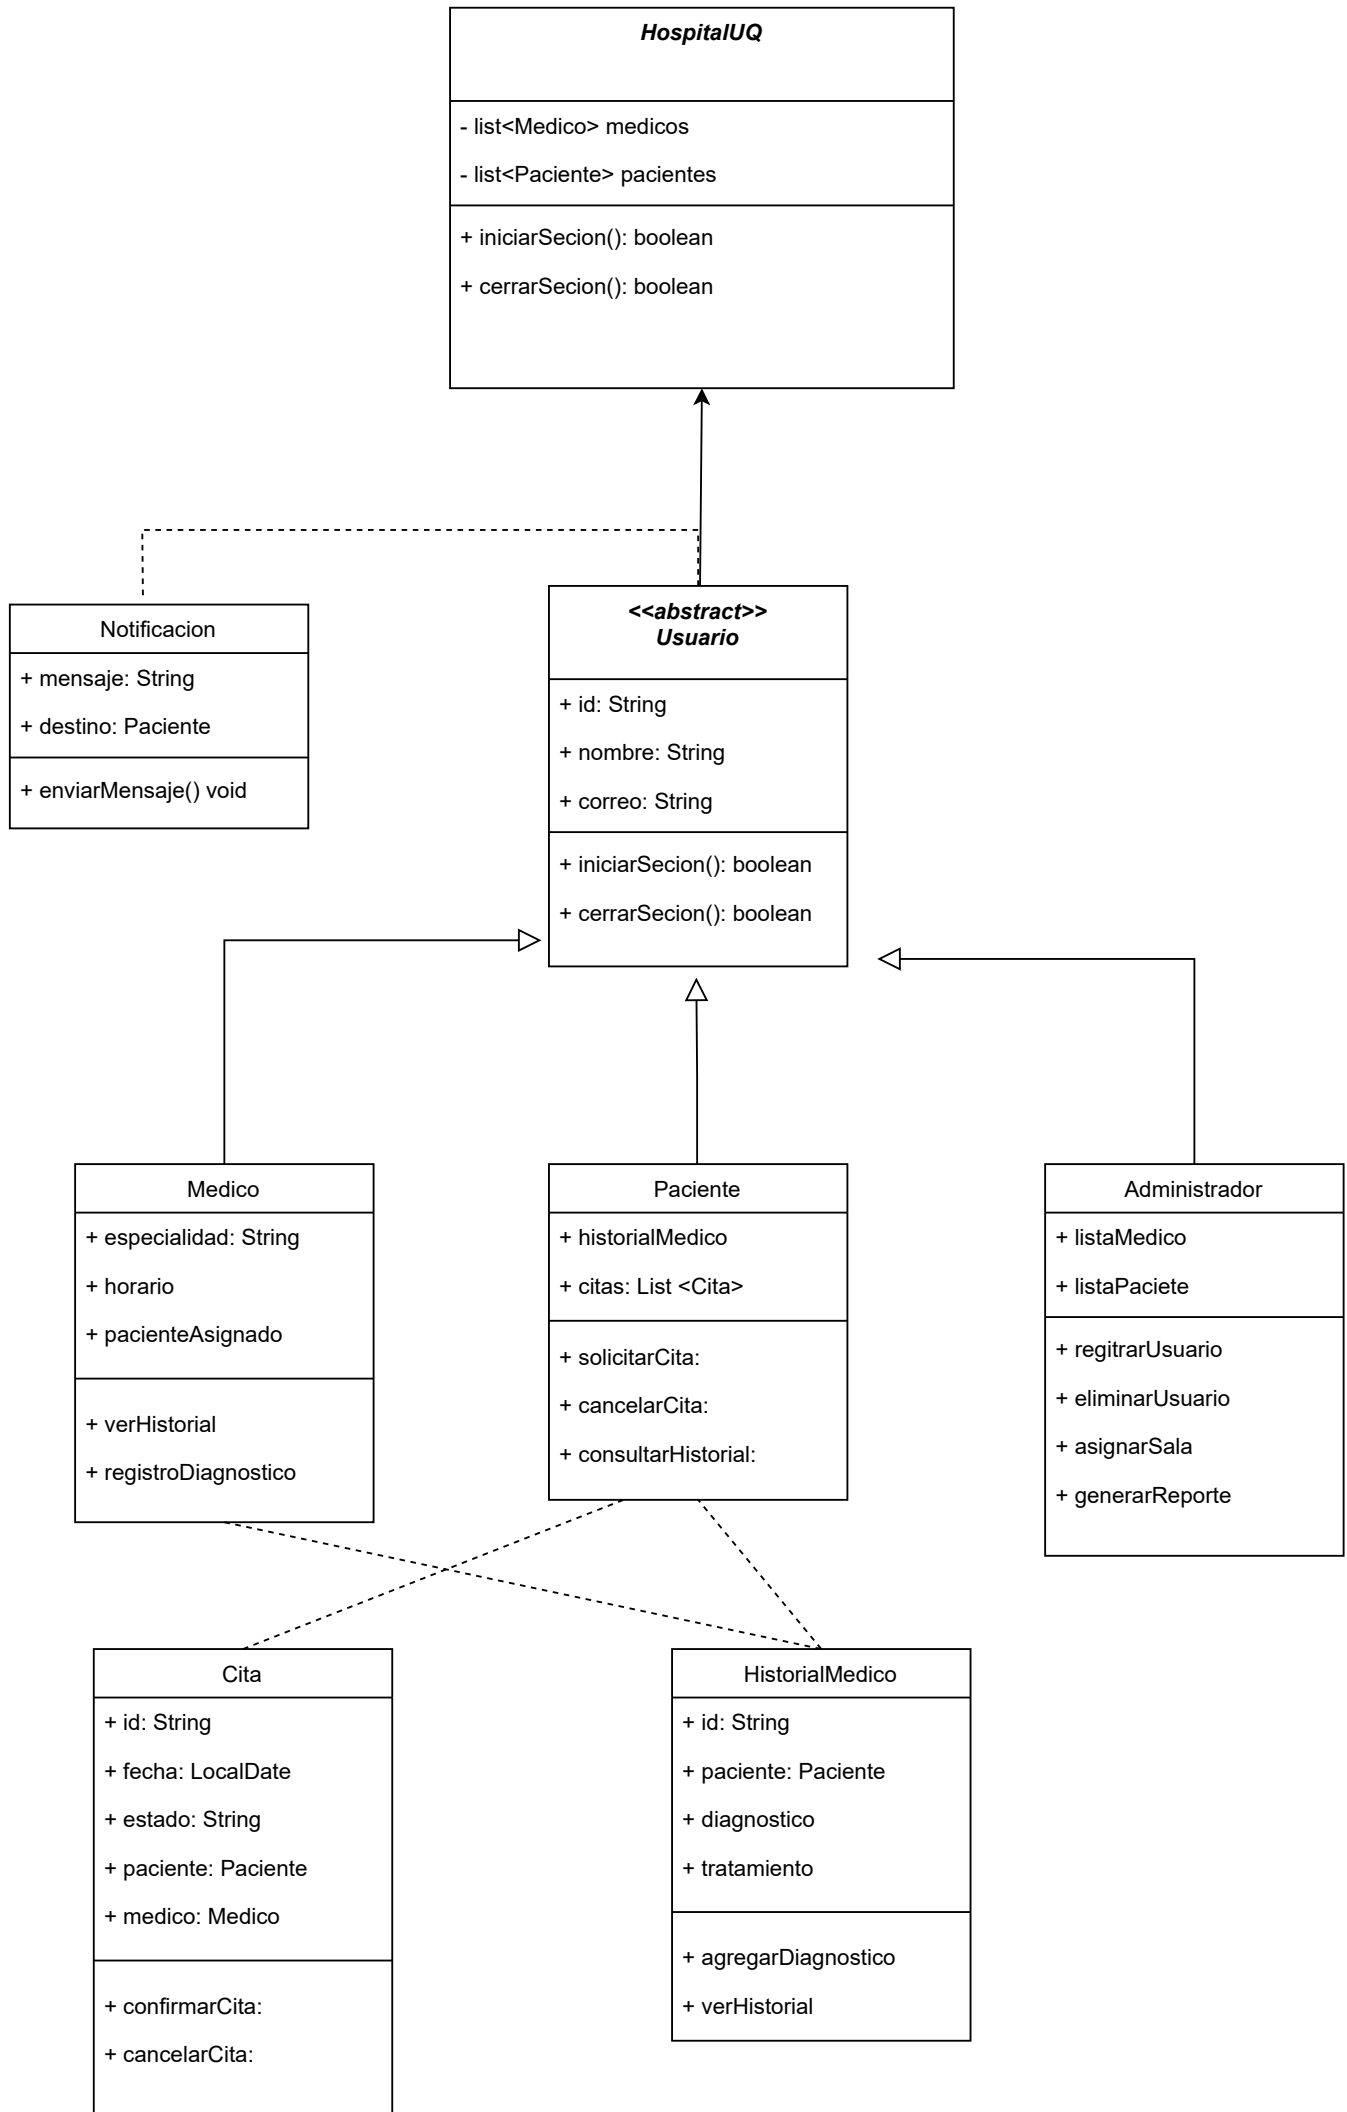 HospitalUQ
- list<Medico> medicos
- list<Paciente> pacientes
+ iniciarSecion(): boolean
+ cerrarSecion(): boolean
Notificacion
+ mensaje: String
+ destino: Paciente
+ enviarMensaje() void
<<abstract>>
Usuario
+ id: String
+ nombre: String
+ correo: String
+ iniciarSecion(): boolean
+ cerrarSecion(): boolean
Medico
+ especialidad: String
+ horario
+ pacienteAsignado
+ verHistorial
+ registroDiagnostico
Paciente
+ historialMedico
+ citas: List <Cita>
+ solicitarCita:
+ cancelarCita:
+ consultarHistorial:
Administrador
+ listaMedico
+ listaPaciete
+ regitrarUsuario
+ eliminarUsuario
+ asignarSala
+ generarReporte
Cita
+ id: String
+ fecha: LocalDate
+ estado: String
+ paciente: Paciente
+ medico: Medico
+ confirmarCita:
+ cancelarCita:
HistorialMedico
+ id: String
+ paciente: Paciente
+ diagnostico
+ tratamiento
+ agregarDiagnostico
+ verHistorial